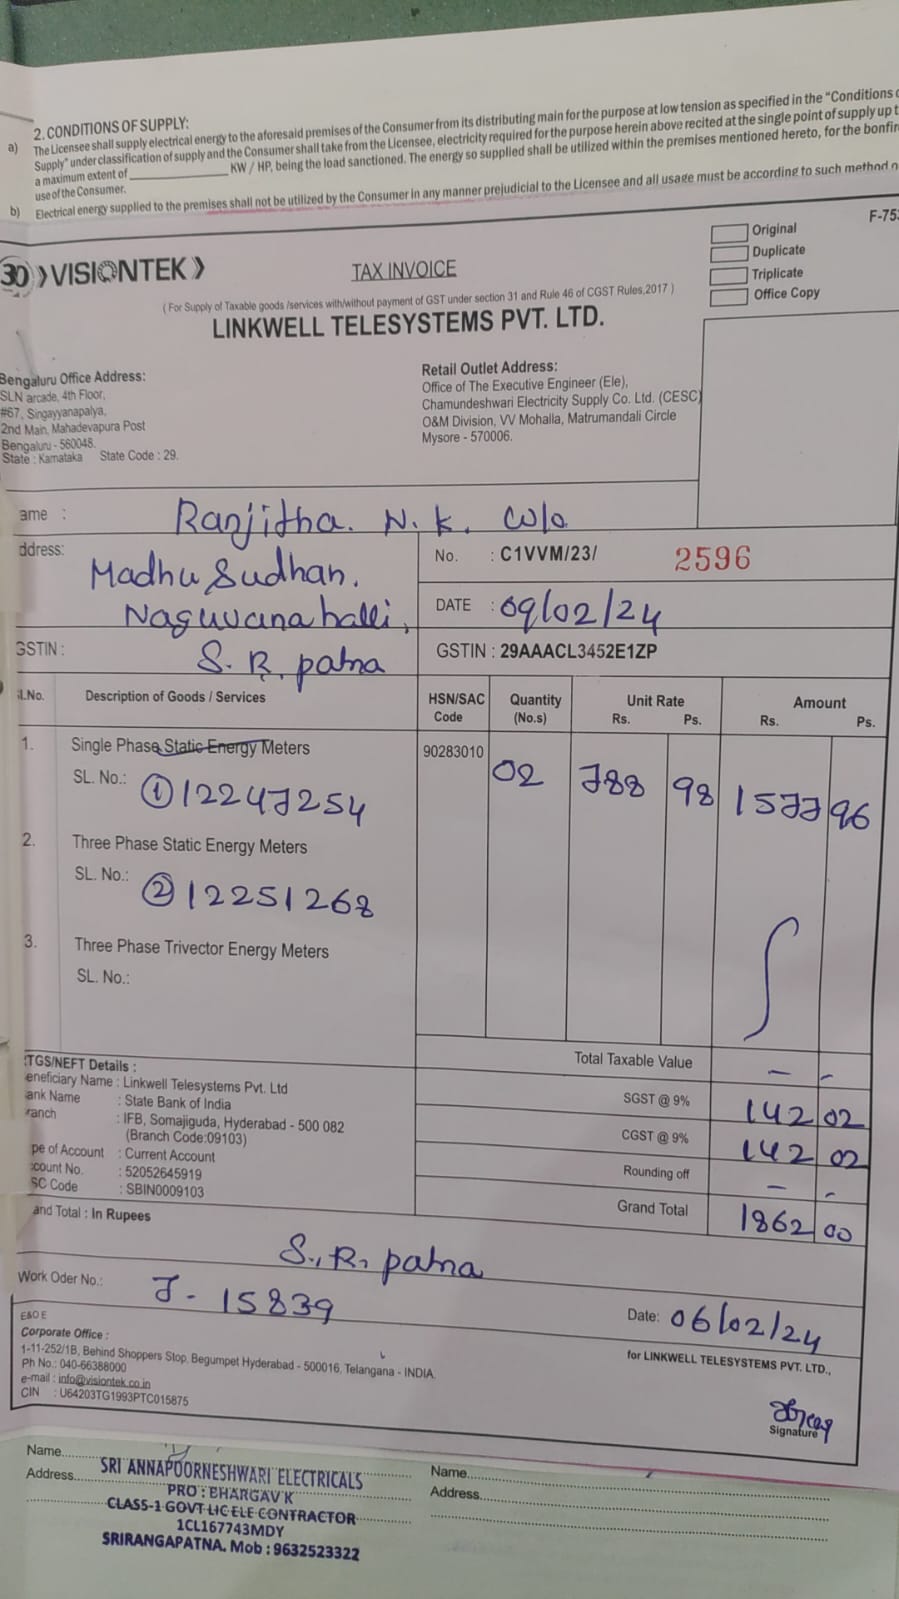 2. CONDITIONS OF SUPPLY:
a) The Licensee shall supply electrical energy to the aforesaid premises of the Consumer from its distributing main for the purpose at low tension as specified in the "Conditions
Supply" under classification of supply and the Consumer shall take from the Licensee, electricity required for the purpose herein above recited at the single point of supply up
a maximum extent of KW / HP, being the load sanctioned. The energy so supplied shall be utilized within the premises mentioned hereto, for the
use of the Consumer.
b) Electrical energy supplied to the premises shall not be utilized by the Consumer in any manner prejudicial to the Licensee and all usage must be according to such method
F-75
Original
Duplicate
Triplicate
Office Copy
30 VISIONTEK
TAX INVOICE
( For Supply of Taxable goods /services with/without payment of GST under section 31 and Rule 46 of CGST Rules,2017 )
LINKWELL TELESYSTEMS PVT. LTD.
Bengaluru Office Address:
SLN arcade, 4th Floor,
#67, Singayyanapalya,
2nd Main, Mahadevapura Post
Bengaluru - 560048.
State : Karnataka State Code : 29.
Retail Outlet Address:
Office of The Executive Engineer (Ele),
Chamundeshwari Electricity Supply Co. Ltd. (CESC)
O&M Division, VV Mohalla, Matrumandali Circle
Mysore - 570006.
ame : Ranjitha. N. K. W/o
ddress: Madhu Sudhan.
Naguvanahalli,
S. R. patna
No. : C1VVM/23/ 2596
DATE : 09/02/24
GSTIN :
GSTIN : 29AAACL3452E1ZP
Sl.No. Description of Goods / Services HSN/SAC Code Quantity (No.s) Unit Rate Rs. Ps. Amount Rs. Ps.
1. Single Phase Static Energy Meters 90283010 02 788 98 1577 96
SL. No.: ① 12247254
2. Three Phase Static Energy Meters
SL. No.: ② 12251268
3. Three Phase Trivector Energy Meters
SL. No.:
Total Taxable Value - -
SGST @ 9% 142 02
CGST @ 9% 142 02
Rounding off - -
Grand Total 1862 00
TGS/NEFT Details :
eneficiary Name : Linkwell Telesystems Pvt. Ltd
ank Name : State Bank of India
ranch : IFB, Somajiguda, Hyderabad - 500 082
(Branch Code:09103)
pe of Account : Current Account
count No. : 52052645919
SC Code : SBIN0009103
and Total : In Rupees
S. R. patna
Work Oder No.: J - 15839
Date: 06/02/24
E&O E
Corporate Office :
1-11-252/1B, Behind Shoppers Stop, Begumpet Hyderabad - 500016, Telangana - INDIA.
Ph No.: 040-66388000
e-mail : info@visiontek.co.in
CIN : U64203TG1993PTC015875
for LINKWELL TELESYSTEMS PVT. LTD.,
Signature
Name
Address
SRI ANNAPOORNESHWARI ELECTRICALS
PRO : BHARGAV K
CLASS-1 GOVT LIC ELE CONTRACTOR
1CL167743MDY
SRIRANGAPATNA. Mob : 9632523322
Name
Address